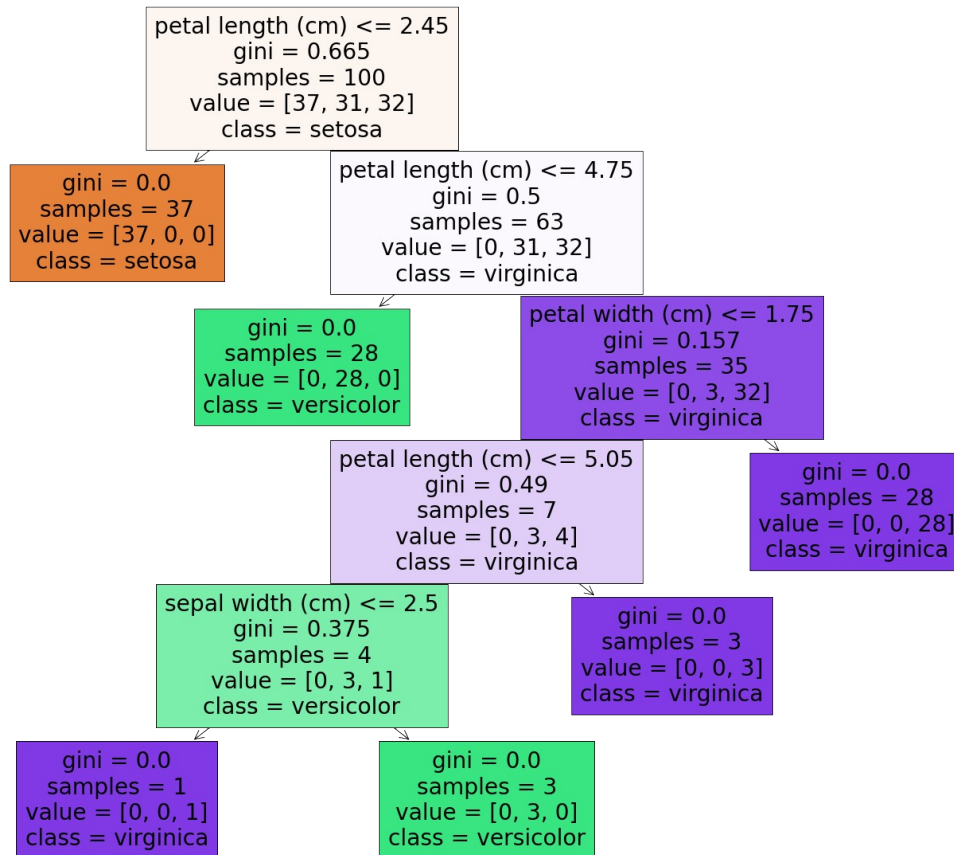 petal length (cm) <= 2.45
gini = 0.665
samples = 100
value = [37, 31, 32]
class = setosa
gini = 0.0
samples = 37
value = [37, 0, 0]
class = setosa
petal length (cm) <= 4.75
gini = 0.5
samples = 63
value = [0, 31, 32]
class = virginica
gini = 0.0
samples = 28
value = [0, 28, 0]
class = versicolor
petal width (cm) <= 1.75
gini = 0.157
samples = 35
value = [0, 3, 32]
class = virginica
petal length (cm) <= 5.05
gini = 0.49
samples = 7
value = [0, 3, 4]
class = virginica
gini = 0.0
samples = 28
value = [0, 0, 28]
class = virginica
sepal width (cm) <= 2.5
gini = 0.375
samples = 4
value = [0, 3, 1]
class = versicolor
gini = 0.0
samples = 3
value = [0, 0, 3]
class = virginica
gini = 0.0
samples = 1
value = [0, 0, 1]
class = virginica
gini = 0.0
samples = 3
value = [0, 3, 0]
class = versicolor